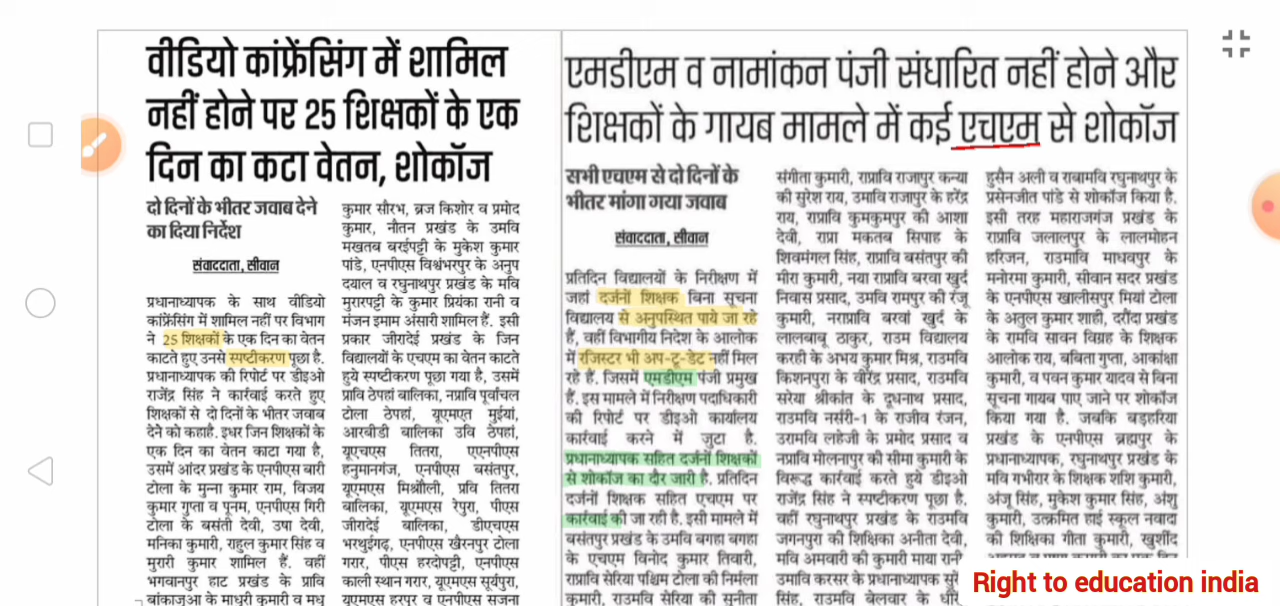 वीडियो कांफ्रेंसिंग में शामिल
नहीं होने पर 25 शिक्षकों के एक
दिन का कटा वेतन, शोकॉज
दो दिनों के भीतर जवाब देने
का दिया निर्देश
संवाददाता, सीवान
प्रधानाध्यापक के साथ वीडियो
कांफ्रेंसिंग में शामिल नहीं पर विभाग
ने 25 शिक्षकों के एक दिन का वेतन
काटते हुए उनसे स्पष्टीकरण पूछा है.
प्रधानाध्यापक की रिपोर्ट पर डीइओ
राजेंद्र सिंह ने कार्रवाई करते हुए
शिक्षकों से दो दिनों के भीतर जवाब
देने को कहाहै. इधर जिन शिक्षकों के
एक दिन का वेतन काटा गया है,
उसमें आंदर प्रखंड के एनपीएस बारी
टोला के मुन्ना कुमार राम, विजय
कुमार गुप्ता व पूनम, एनपीएस गिरी
टोला के बसंती देवी, उषा देवी,
मनिका कुमारी, राहुल कुमार सिंह व
मुरारी कुमार शामिल हैं. वहीं
भगवानपुर हाट प्रखंड के प्रावि
बांकाजुआ के माधुरी कुमारी व मधु
कुमार सौरभ, ब्रज किशोर व प्रमोद
कुमार, नौतन प्रखंड के उमवि
मखतब बरईपट्टी के मुकेश कुमार
पांडे, एनपीएस विश्वंभरपुर के अनुप
दयाल व रघुनाथपुर प्रखंड के मवि
मुरारपट्टी के कुमार प्रियंका रानी व
मंजन इमाम अंसारी शामिल हैं. इसी
प्रकार जीरादेई प्रखंड के जिन
विद्यालयों के एचएम का वेतन काटते
हुये स्पष्टीकरण पूछा गया है, उसमें
प्रावि ठेपहां बालिका, नप्रावि पूर्वांचल
टोला ठेपहां, यूएमएत मुईयां,
आरबीडी बालिका उवि ठेपहां,
यूएचएस तितरा, एएनपीएस
हनुमानगंज, एनपीएस बसंतपुर,
यूएमएस मिश्रौली, प्रवि तितरा
बालिका, यूएमएस रेपुरा, पीएस
जीरादेई बालिका, डीएचएस
भरथुईगढ़, एनपीएस खैरनपुर टोला
गरार, पीएस हरदोपट्टी, एनपीएस
काली स्थान गरार, यूएमएस सूर्यपुरा,
यूएमएस हरपुर व एनपीएस सजना
एमडीएम व नामांकन पंजी संधारित नहीं होने और
शिक्षकों के गायब मामले में कई एचएम से शोकॉज
सभी एचएम से दो दिनों के
भीतर मांगा गया जवाब
संवाददाता, सीवान
प्रतिदिन विद्यालयों के निरीक्षण में
जहां दर्जनों शिक्षक बिना सूचना
विद्यालय से अनुपस्थित पाये जा रहे
हैं, वहीं विभागीय निदेश के आलोक
में रजिस्टर भी अप-टू-डेट नहीं मिल
रहे हैं. जिसमें एमडीएम पंजी प्रमुख
हैं. इस मामले में निरीक्षण पदाधिकारी
की रिपोर्ट पर डीइओ कार्यालय
कार्रवाई करने में जुटा है.
प्रधानाध्यापक सहित दर्जनों शिक्षकों
से शोकॉज का दौर जारी है. प्रतिदिन
दर्जनों शिक्षक सहित एचएम पर
कार्रवाई की जा रही है. इसी मामले में
बसंतपुर प्रखंड के उमवि बगहा बगहा
के एचएम विनोद कुमार तिवारी,
राप्रावि सेरिया पश्चिम टोला की निर्मला
कुमारी, राउमवि सेरिया की सुनीता
संगीता कुमारी, राप्रावि राजापुर कन्या
की सुरेश राय, उमावि राजापुर के हरेंद्र
राय, राप्रावि कुमकुमपुर की आशा
देवी, राप्रा मकतब सिपाह के
शिवमंगल सिंह, राप्रावि बसंतपुर की
मीरा कुमारी, नया राप्रावि बरवा खुर्द
निवास प्रसाद, उमवि रामपुर की रंजू
कुमारी, नराप्रावि बरवां खुर्द के
लालबाबू ठाकुर, राउम विद्यालय
करही के अभय कुमार मिश्र, राउमवि
किशनपुरा के वीरेंद्र प्रसाद, राउमवि
सरेया श्रीकांत के दूधनाथ प्रसाद,
राउमवि नर्सरी-1 के राजीव रंजन,
उरामवि लहेजी के प्रमोद प्रसाद व
नप्रावि मोलनापुर की सीमा कुमारी के
विरूद्ध कार्रवाई करते हुये डीइओ
राजेंद्र सिंह ने स्पष्टीकरण पूछा है,
वहीं रघुनाथपुर प्रखंड के राउमवि
जगनपुरा की शिक्षिका अनीता देवी,
मवि अमवारी की कुमारी माया रानी
उमावि करसर के प्रधानाध्यापक
सिंह, राउमवि बेलवार के
हुसैन अली व राबामवि रघुनाथपुर के
प्रसेनजीत पांडे से शोकॉज किया है.
इसी तरह महाराजगंज प्रखंड के
राप्रावि जलालपुर के लालमोहन
हरिजन, राउमावि माधवपुर के
मनोरमा कुमारी, सीवान सदर प्रखंड
के एनपीएस खालीसपुर मियां टोला
के अतुल कुमार शाही, दरौंदा प्रखंड
के रामवि सावन विग्रह के शिक्षक
आलोक राय, बबिता गुप्ता, आकांक्षा
कुमारी, व पवन कुमार यादव से बिना
सूचना गायब पाए जाने पर शोकॉज
किया गया है. जबकि बड़हरिया
प्रखंड के एनपीएस ब्रह्मपुर के
प्रधानाध्यापक, रघुनाथपुर प्रखंड के
मवि गभीरार के शिक्षक शशि कुमारी,
अंजू सिंह, मुकेश कुमार सिंह, अंशु
कुमारी, उत्क्रमित हाई स्कूल नवादा
की शिक्षिका गीता कुमारी, खुर्शीद
Right to education india